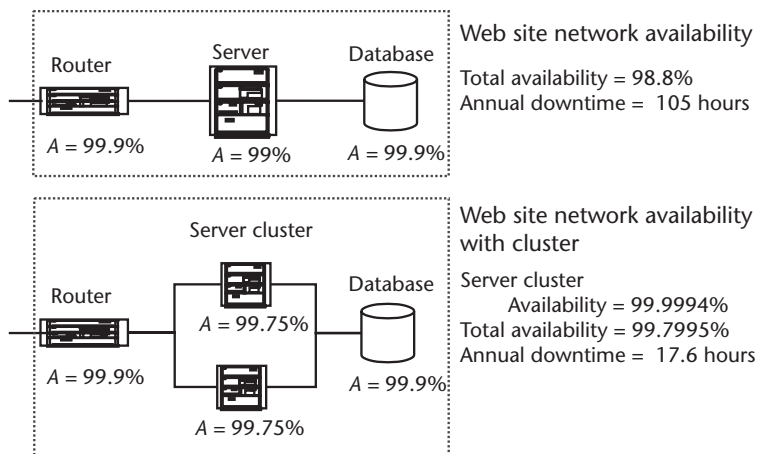 Web site network availability
Router
Server
Database
Total availability = 98.8%
Annual downtime = 105 hours
A = 99.9%
A = 99%
A = 99.9%
Web site network availability
with cluster
Server cluster
Router
Database
A = 99.75%
A = 99.9%
A = 99.9%
A = 99.75%
Server cluster
Availability = 99.9994%
Total availability = 99.7995%
Annual downtime = 17.6 hours